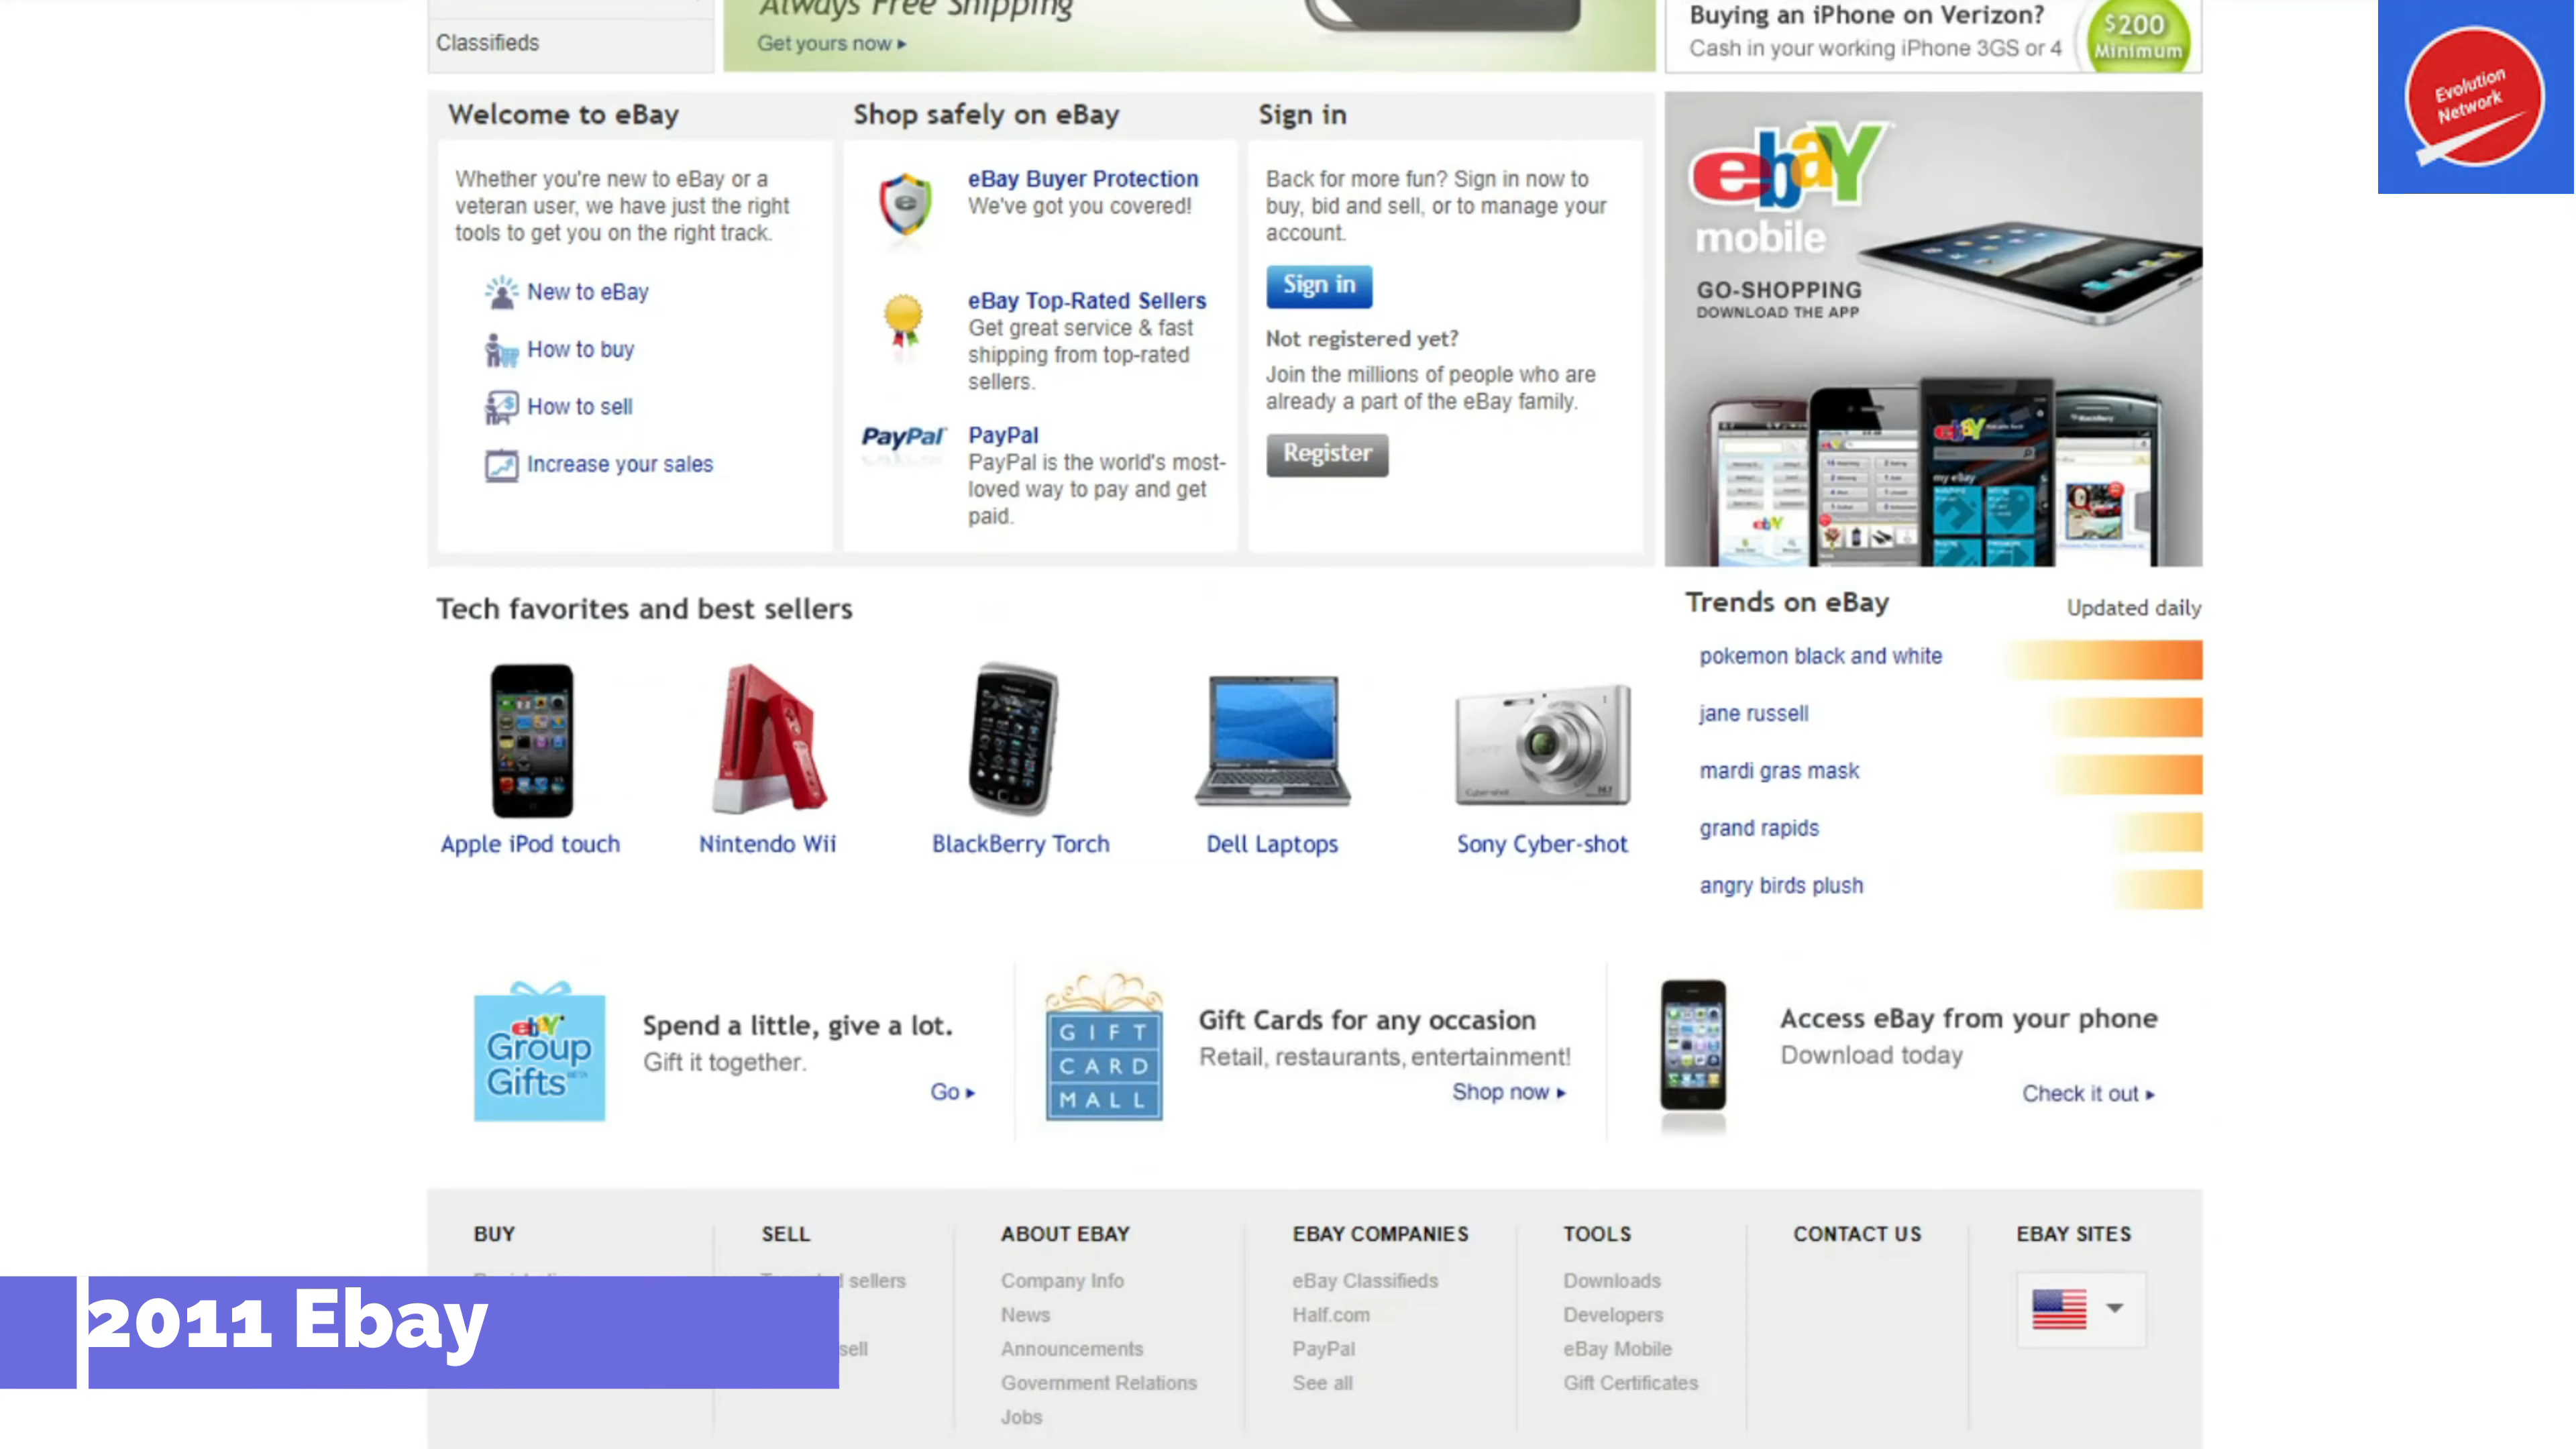 Always Free Shipping
Get yours now
Classifieds
Buying an iPhone on Verizon?
Cash in your working iPhone 3GS or 4
$200
Minimum
Evolution
Network
Welcome to eBay
Whether you're new to eBay or a
veteran user, we have just the right
tools to get you on the right track.
New to eBay
How to buy
How to sell
Increase your sales
Shop safely on eBay
eBay Buyer Protection
We've got you covered!
eBay Top-Rated Sellers
Get great service & fast
shipping from top-rated
sellers.
PayPal
PayPal
PayPal is the world's most-
loved way to pay and get
paid.
Sign in
Back for more fun? Sign in now to
buy, bid and sell, or to manage your
account.
Sign in
Not registered yet?
Join the millions of people who are
already a part of the eBay family.
Register
ebaY
mobile
GO-SHOPPING
DOWNLOAD THE APP
ebaY
my eBay
ebaY
Tech favorites and best sellers
Apple iPod touch
Nintendo Wii
BlackBerry Torch
Dell Laptops
Cyber-shot
Sony Cyber-shot
Trends on eBay
Updated daily
pokemon black and white
jane russell
mardi gras mask
grand rapids
angry birds plush
ebaY
Group
Gifts
BETA
Spend a little, give a lot.
Gift it together.
Go
GIFT
CARD
MALL
Gift Cards for any occasion
Retail, restaurants, entertainment!
Shop now
Access eBay from your phone
Download today
Check it out
BUY
SELL
sellers
sell
ABOUT EBAY
Company Info
News
Announcements
Government Relations
Jobs
EBAY COMPANIES
eBay Classifieds
Half.com
PayPal
See all
TOOLS
Downloads
Developers
eBay Mobile
Gift Certificates
CONTACT US
EBAY SITES
2011 Ebay